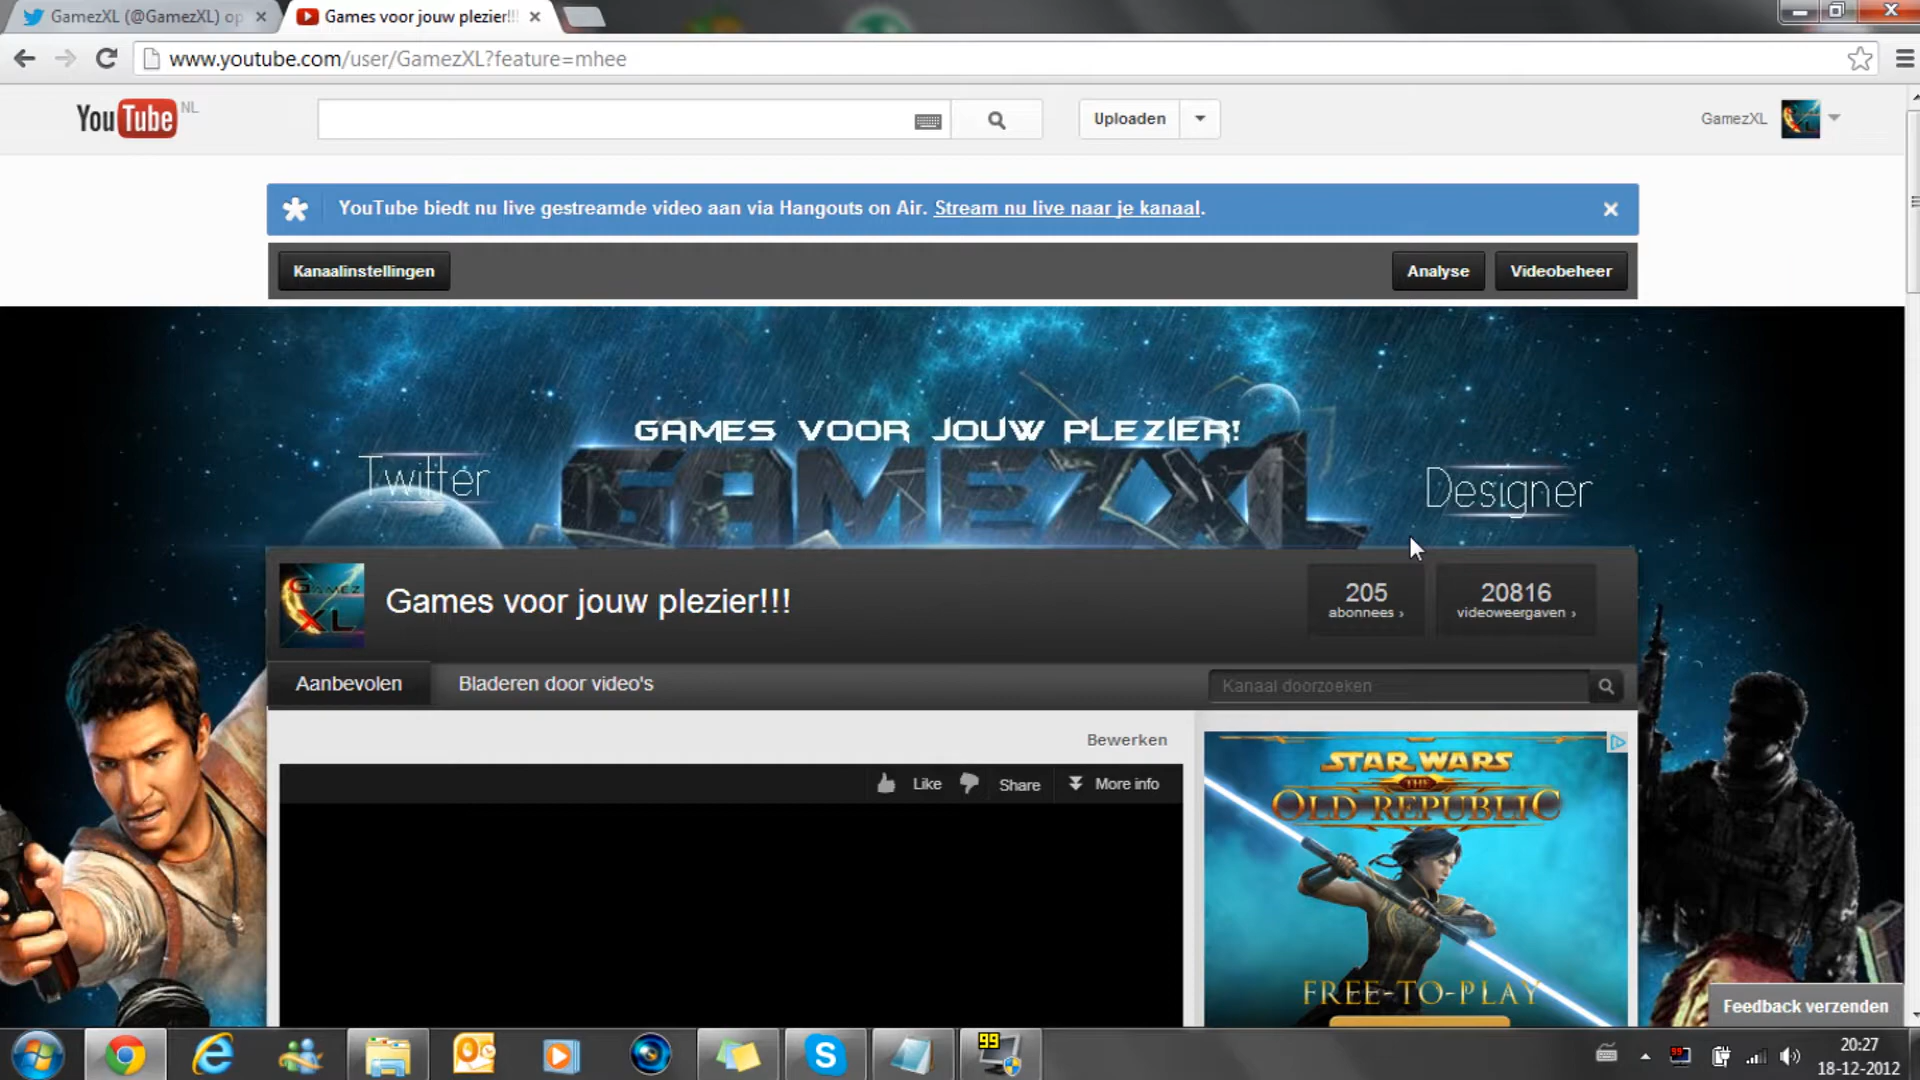 GamezXL (@GamezXL) op
Games voor jouw plezier!!!
www.youtube.com/user/GamezXL?feature=mhee
YouTube NL
Uploaden
GamezXL
YouTube biedt nu live gestreamde video aan via Hangouts on Air. Stream nu live naar je kanaal.
Kanaalinstellingen
Analyse
Videobeheer
GAMES VOOR JOUW PLEZIER!
Twitter
GAMEZXL
Designer
GAMEZ XL
Games voor jouw plezier!!!
205
abonnees ›
20816
videoweergaven ›
Aanbevolen
Bladeren door video's
Kanaal doorzoeken
Bewerken
Like
Share
More info
STAR WARS
THE
OLD REPUBLIC
FREE-TO-PLAY
Feedback verzenden
99
99
20:27
18-12-2012